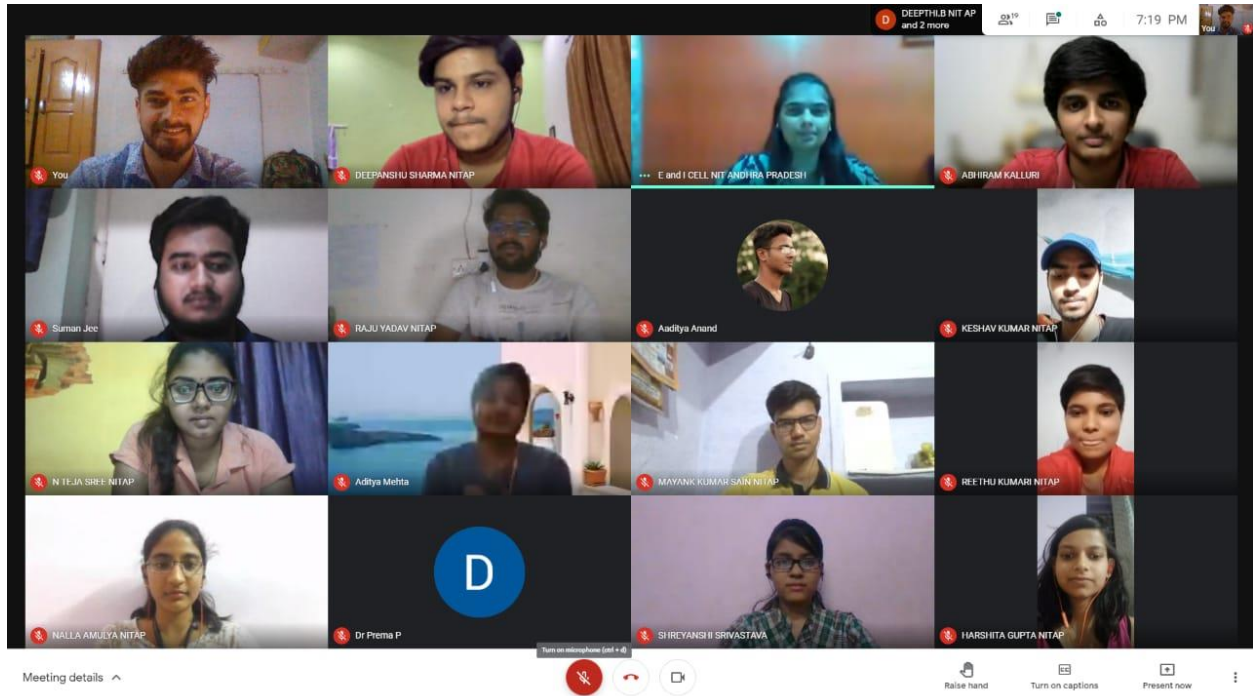 DEEPTHI.B NIT AP
and 2 more
19
7:19 PM
You
You
DEEPANSHU SHARMA NITAP
E and I CELL NIT ANDHRA PRADESH
ABHIRAM KALLURI
Suman Jee
RAJU YADAV NITAP
Aaditya Anand
KESHAV KUMAR NITAP
N TEJA SREE NITAP
Aditya Mehta
MAYANK KUMAR SAIN NITAP
REETHU KUMARI NITAP
NALLA AMULYA NITAP
D
Dr Prema P
SHREYANSHI SRIVASTAVA
HARSHITA GUPTA NITAP
Turn on microphone (ctrl + d)
Meeting details
Raise hand
CC
Turn on captions
Present now